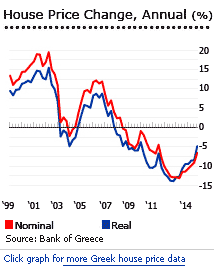 House Price Change, Annual (%)
20
15
10
5
0
-5
-10
-15
'99 '01 '03 '05 '07 '09 '11 '14
Nominal Real
Source: Bank of Greece
Click graph for more Greek house price data